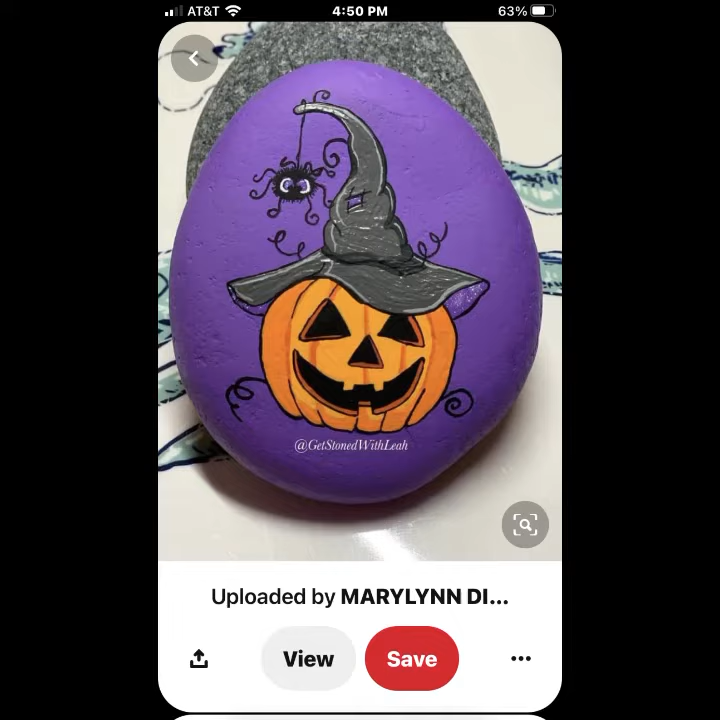 AT&T 4:50 PM 63%
@GetStonedWithLeah
Uploaded by MARYLYNN DI...
View Save